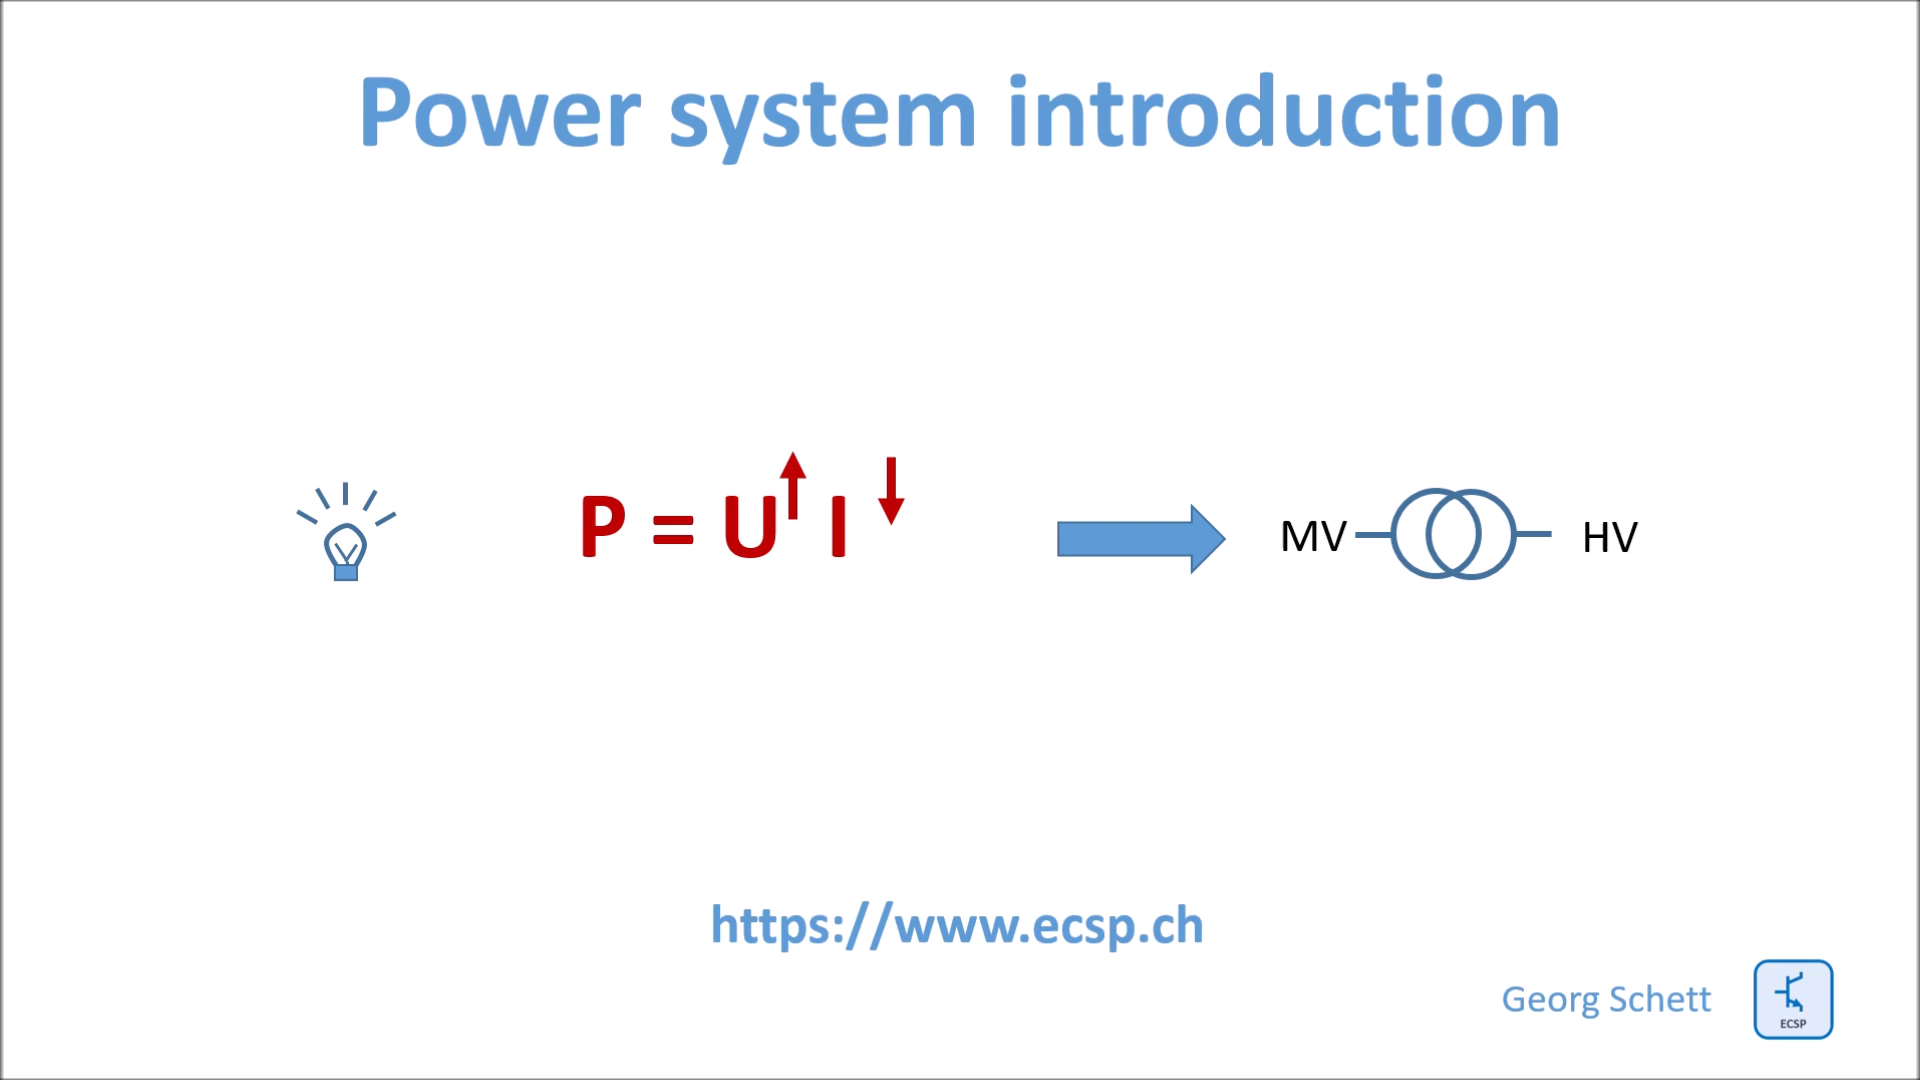 Power system introduction
P = U I
MV HV
https://www.ecsp.ch
Georg Schett
ECSP